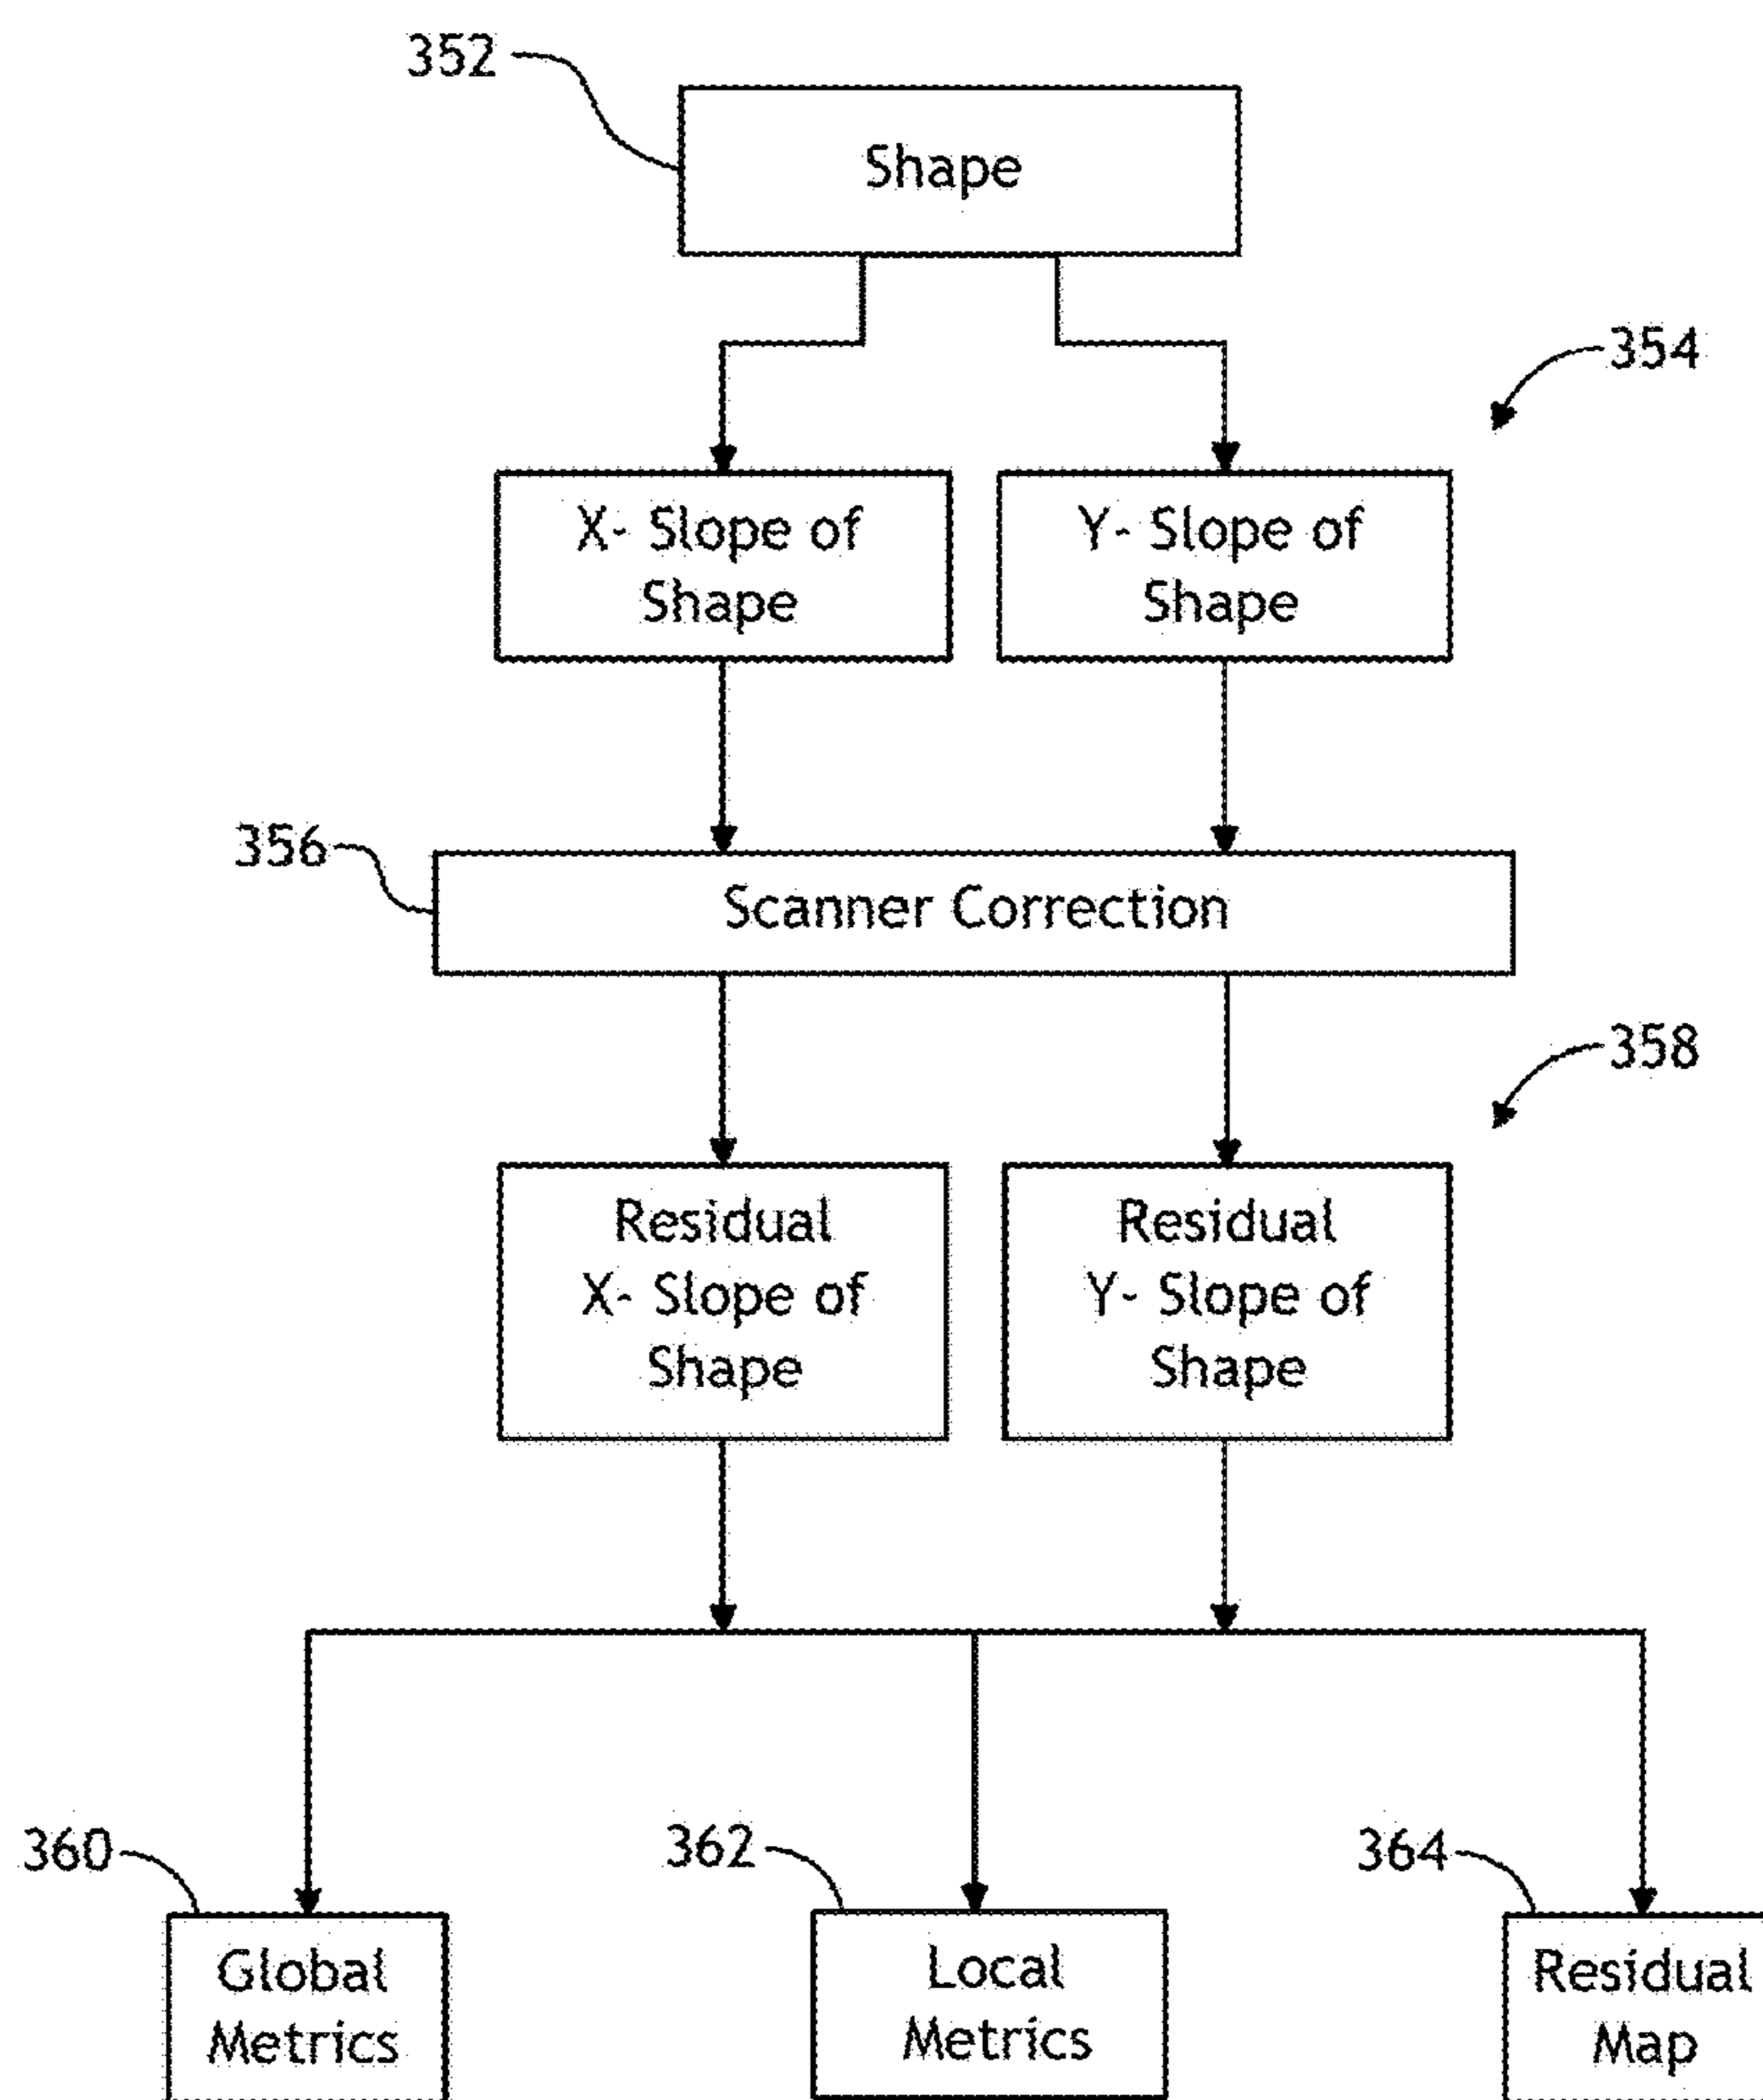 352
Shape
354
X- Slope of
Shape
Y- Slope of
Shape
356
Scanner Correction
358
Residual
X- Slope of
Shape
Residual
Y- Slope of
Shape
360
362
364
Global
Metrics
Local
Metrics
Residual
Map